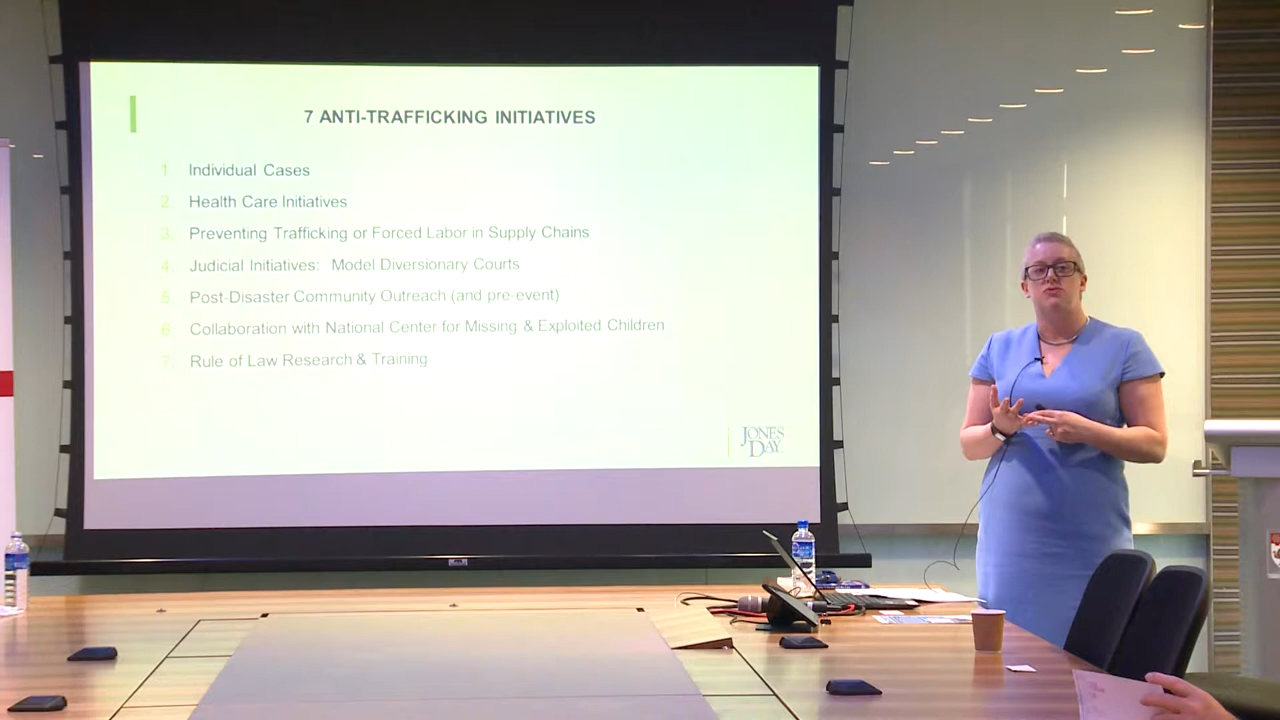 7 ANTI-TRAFFICKING INITIATIVES
1. Individual Cases
2. Health Care Initiatives
3. Preventing Trafficking or Forced Labor in Supply Chains
4. Judicial Initiatives: Model Diversionary Courts
5. Post-Disaster Community Outreach (and pre-event)
6. Collaboration with National Center for Missing & Exploited Children
7. Rule of Law Research & Training
JONES
DAY